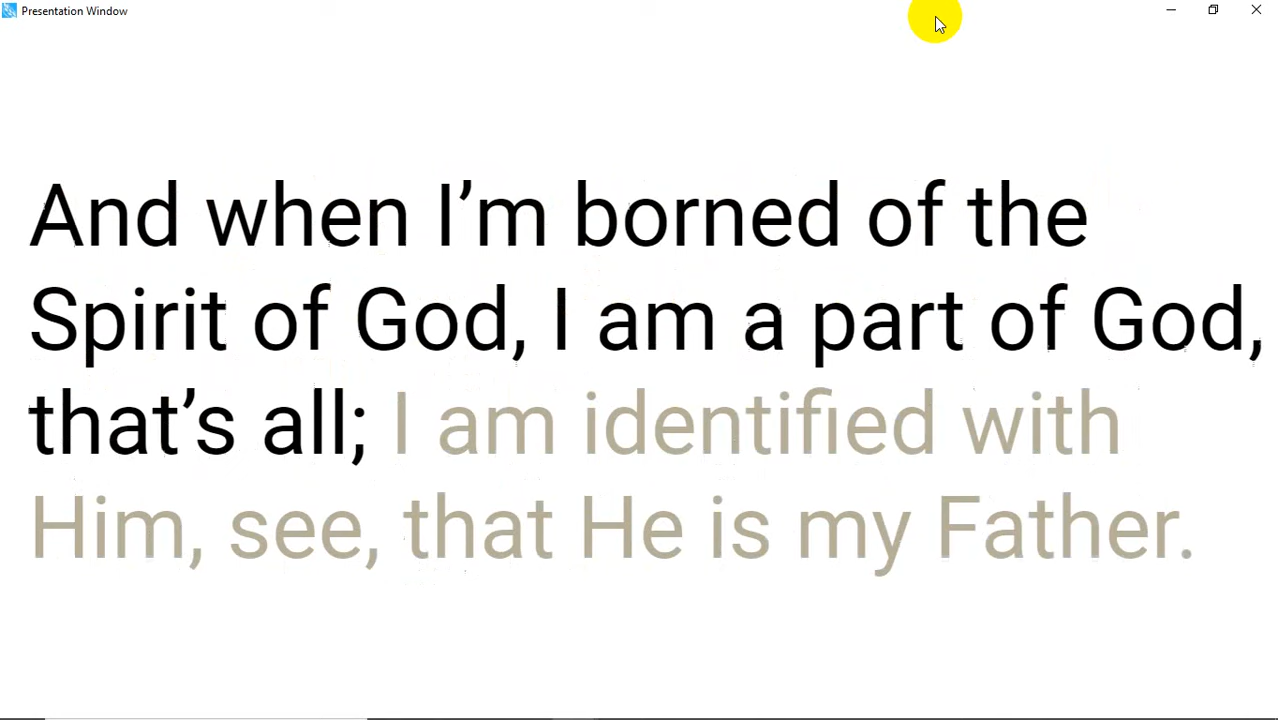 Presentation Window
And when I’m borned of the
Spirit of God, I am a part of God,
that’s all; I am identified with
Him, see, that He is my Father.